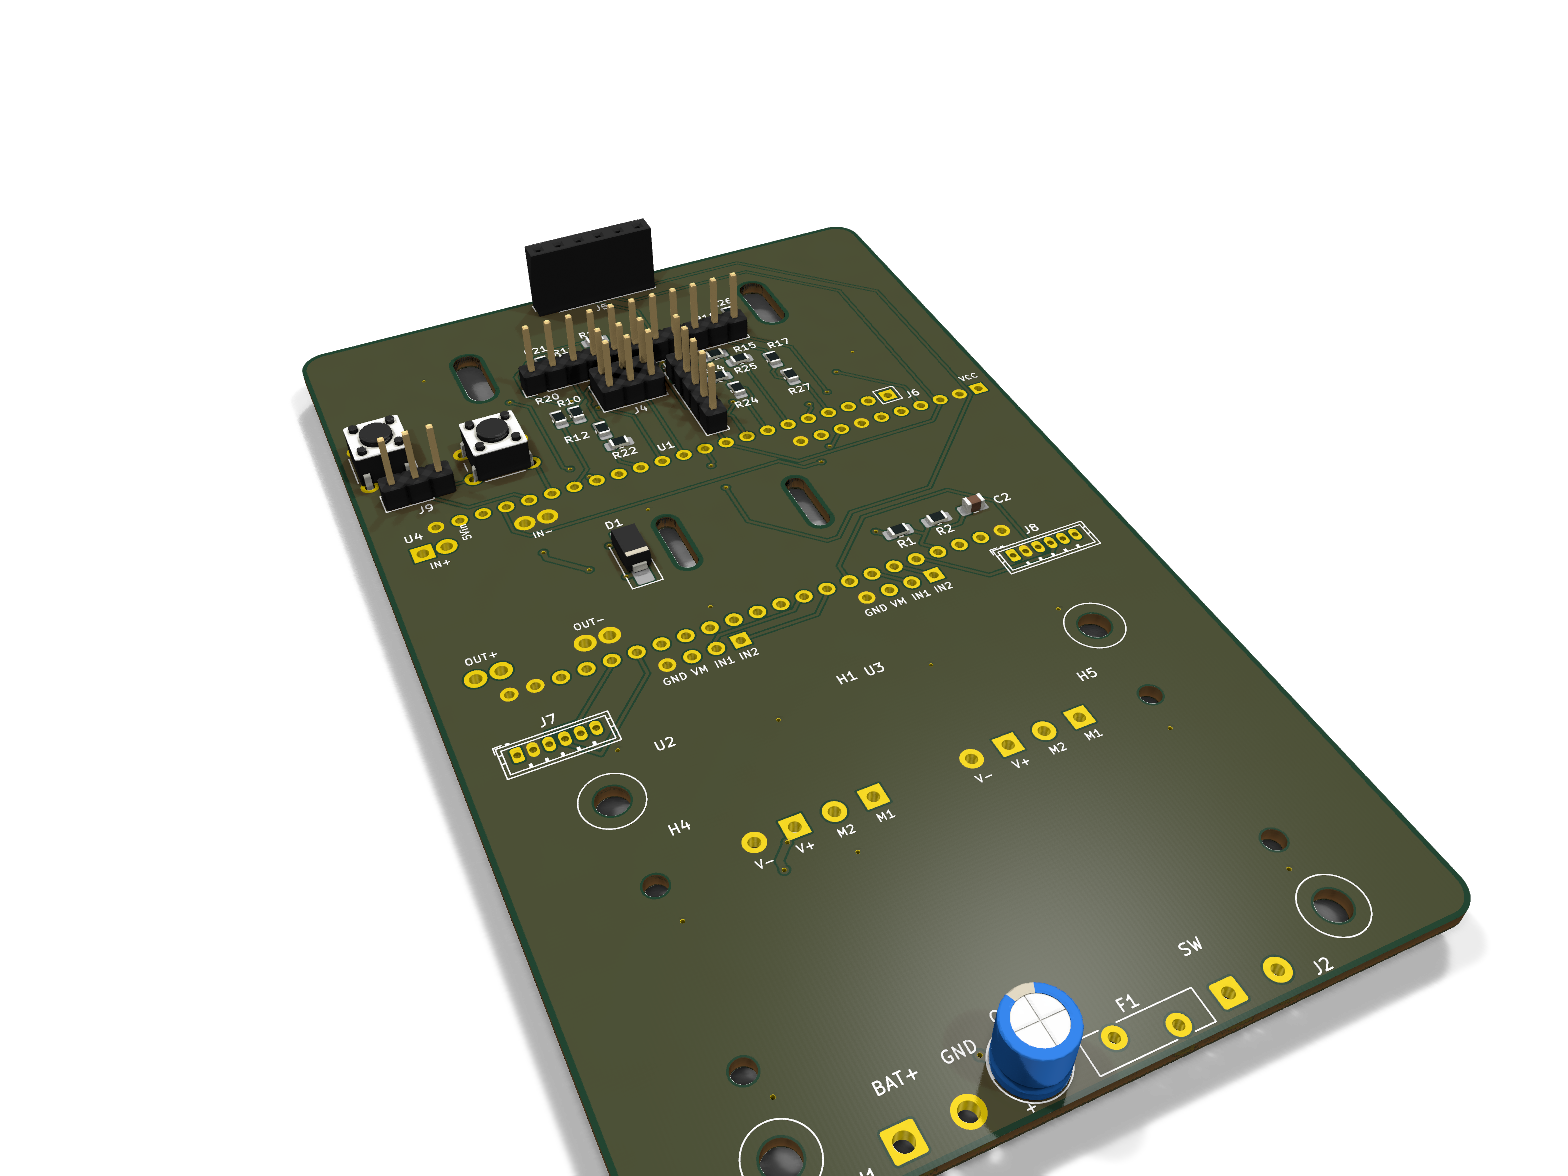 J5
R20
R10
R12
R22
J4
R15
R25
R24
R17
R27
VCC
J6
U1
J9
U4
IN+
IN-
D1
R1
R2
C2
J8
GND VM IN1 IN2
OUT-
OUT+
GND VM IN1 IN2
H1 U3
H5
J7
U2
H4
V- V+ M2 M1
V- V+ M2 M1
SW
J2
F1
GND
BAT+
+